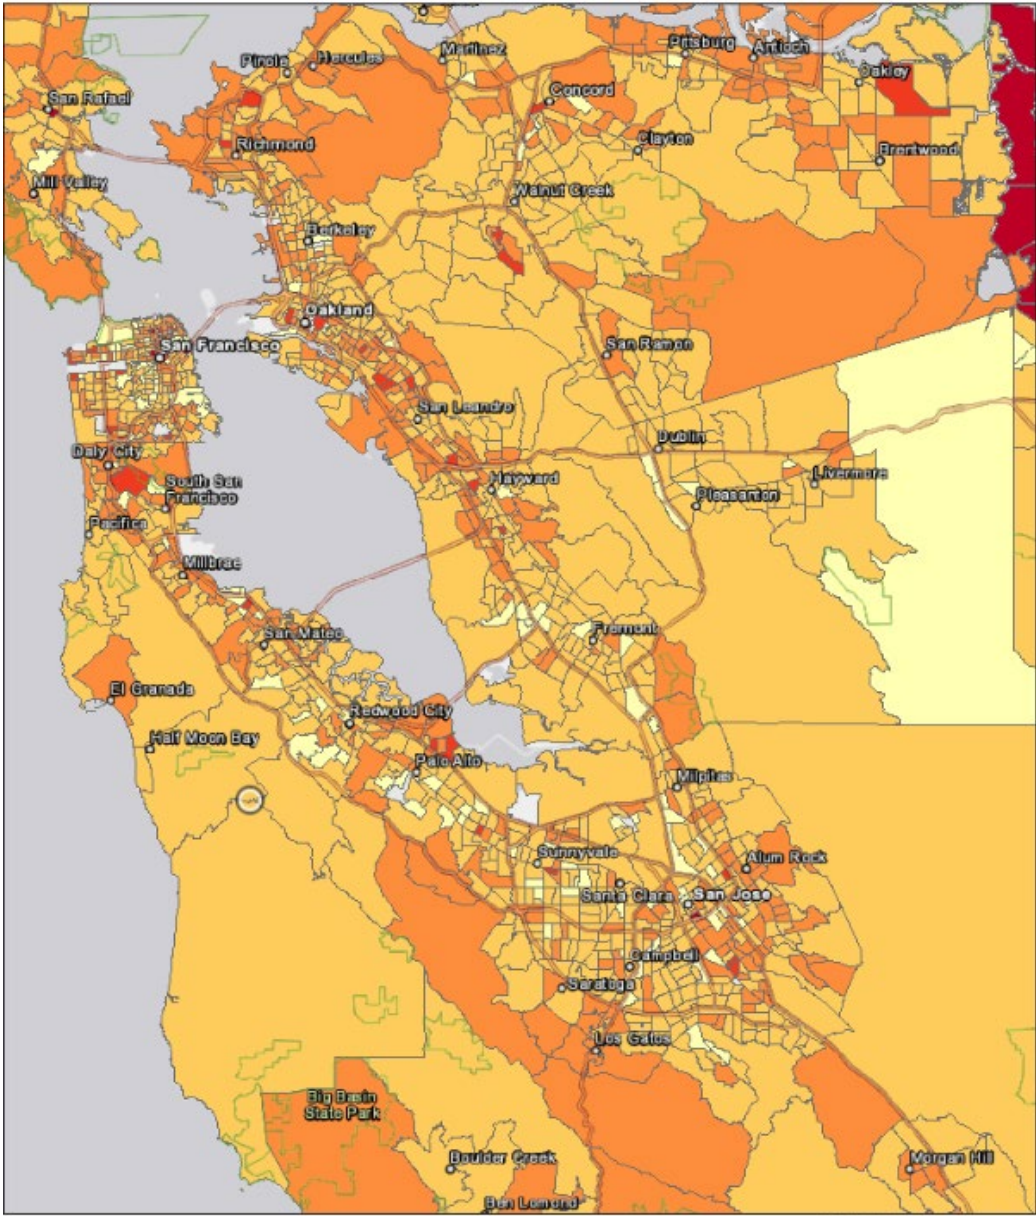 Pittsburg
Martinez
Antioch
Pinole
Hercules
Oakley
San Rafael
Concord
Richmond
Clayton
Brentwood
Mill Valley
Walnut Creek
Berkeley
Oakland
San Francisco
San Ramon
San Leandro
Dublin
Daly City
Livermore
Hayward
South San
Francisco
Pleasanton
Pacifica
Millbrae
Fremont
San Mateo
El Granada
Redwood City
Half Moon Bay
Palo Alto
Milpitas
Sunnyvale
Alum Rock
Santa Clara
San Jose
Campbell
Saratoga
Los Gatos
Big Basin
State Park
Boulder Creek
Morgan Hill
Ben Lomond